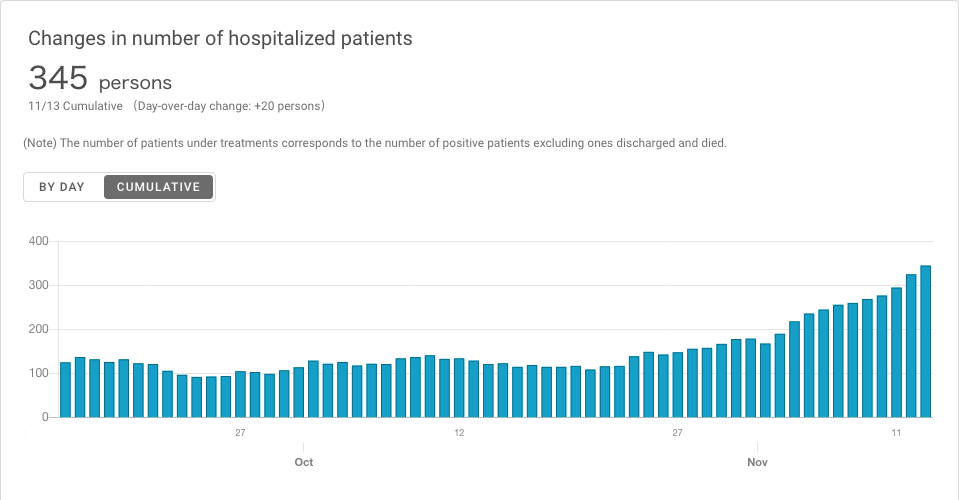 Changes in number of hospitalized patients
345 persons
11/13 Cumulative （Day-over-day change: +20 persons）
(Note) The number of patients under treatments corresponds to the number of positive patients excluding ones discharged and died.
BY DAY CUMULATIVE
400
300
200
100
0
27 12 27 11
Oct Nov